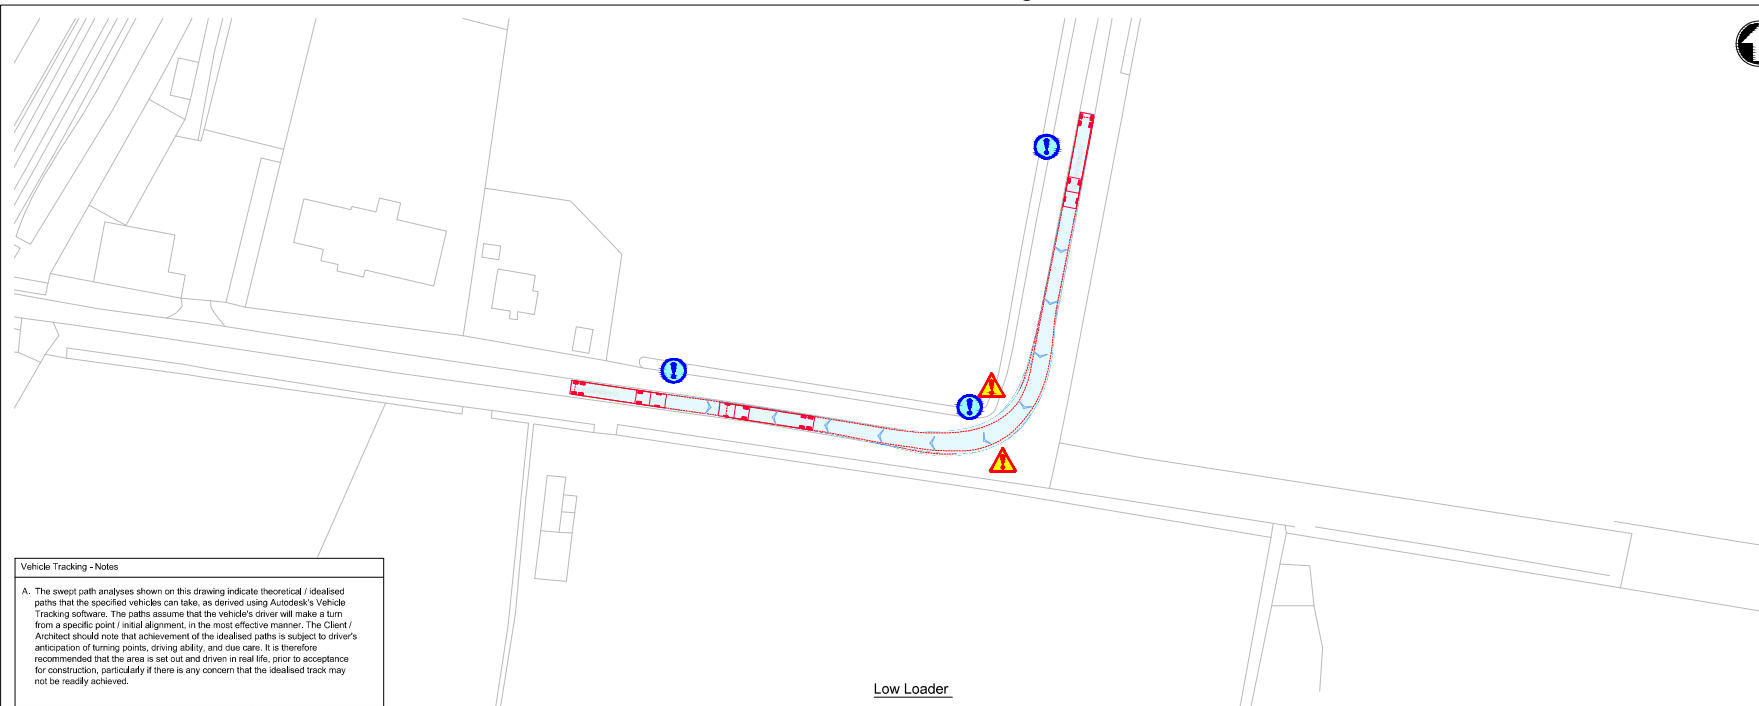 Vehicle Tracking - Notes
A. The swept path analyses shown on this drawing indicate theoretical / idealised
paths that the specified vehicles can take, as derived using Autodesk's Vehicle
Tracking software. The paths assume that the vehicle's driver will make a turn
from a specific point / initial alignment, in the most effective manner. The Client /
Architect should note that achievement of the idealised paths is subject to driver's
anticipation of turning points, driving ability, and due care. It is therefore
recommended that the area is set out and driven in real life, prior to acceptance
for construction, particularly if there is any concern that the idealised track may
not be readily achieved.
Low Loader